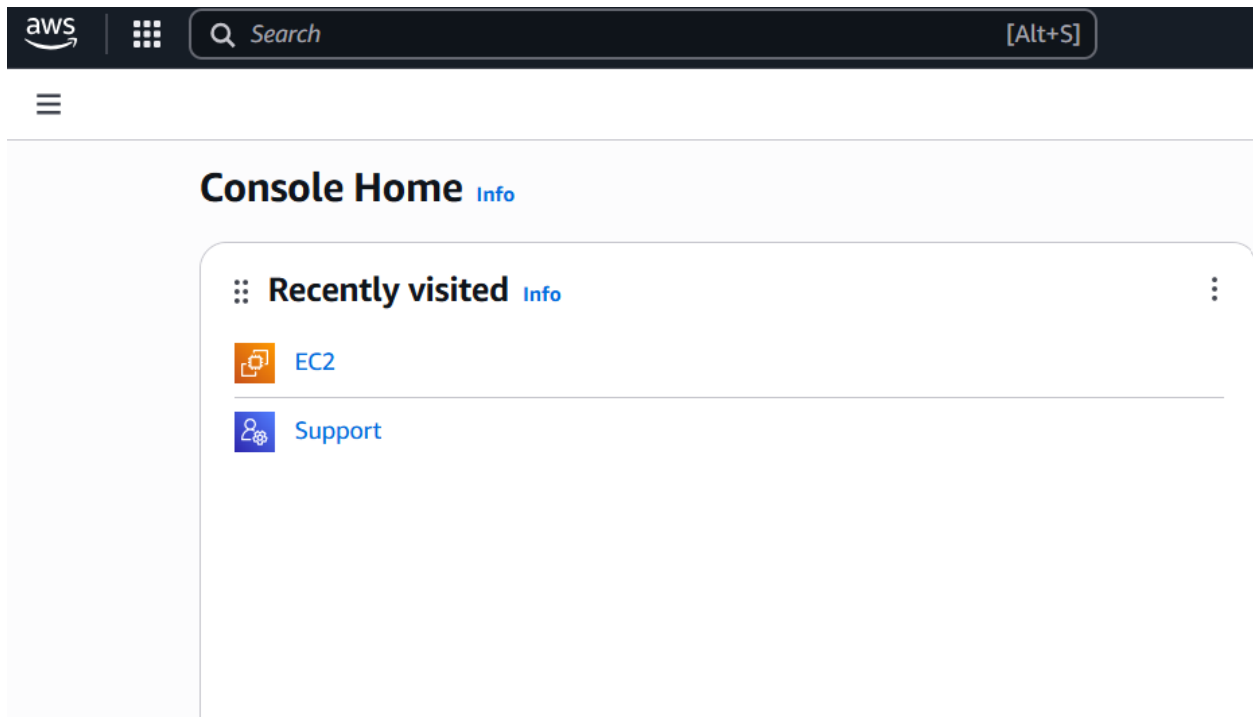 aws
Search [Alt+S]
Console Home Info
Recently visited Info
EC2
Support